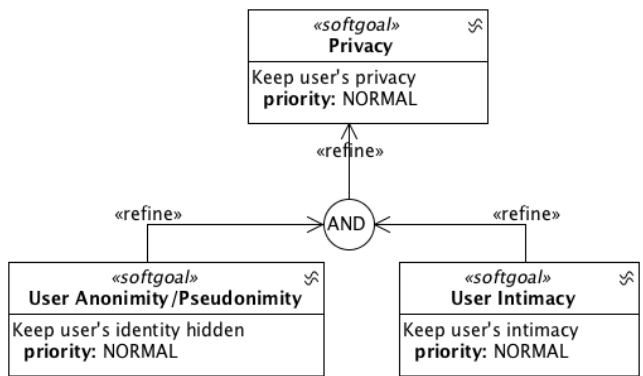 «softgoal»
Privacy
Keep user's privacy
priority: NORMAL
«refine»
AND
«refine»
«refine»
«softgoal»
User Anonimity/Pseudonimity
Keep user's identity hidden
priority: NORMAL
«softgoal»
User Intimacy
Keep user's intimacy
priority: NORMAL